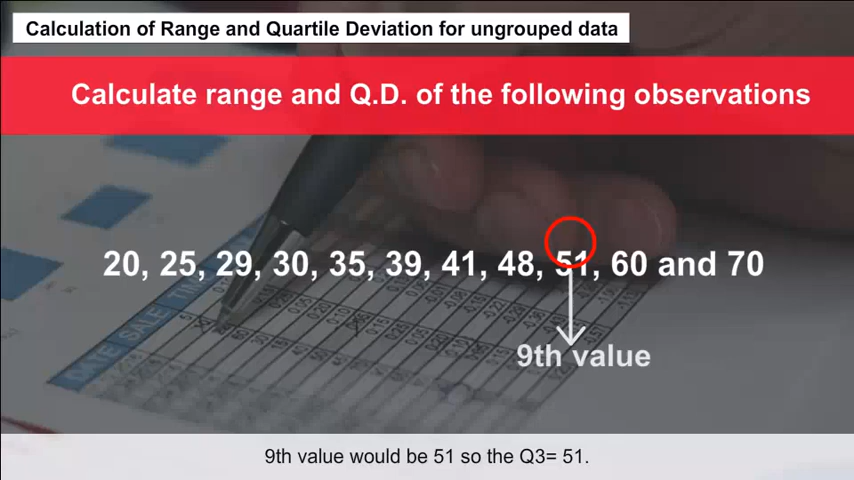 Calculation of Range and Quartile Deviation for ungrouped data
Calculate range and Q.D. of the following observations
20, 25, 29, 30, 35, 39, 41, 48, 51, 60 and 70
9th value
DATE SALE
9th value would be 51 so the Q3= 51.